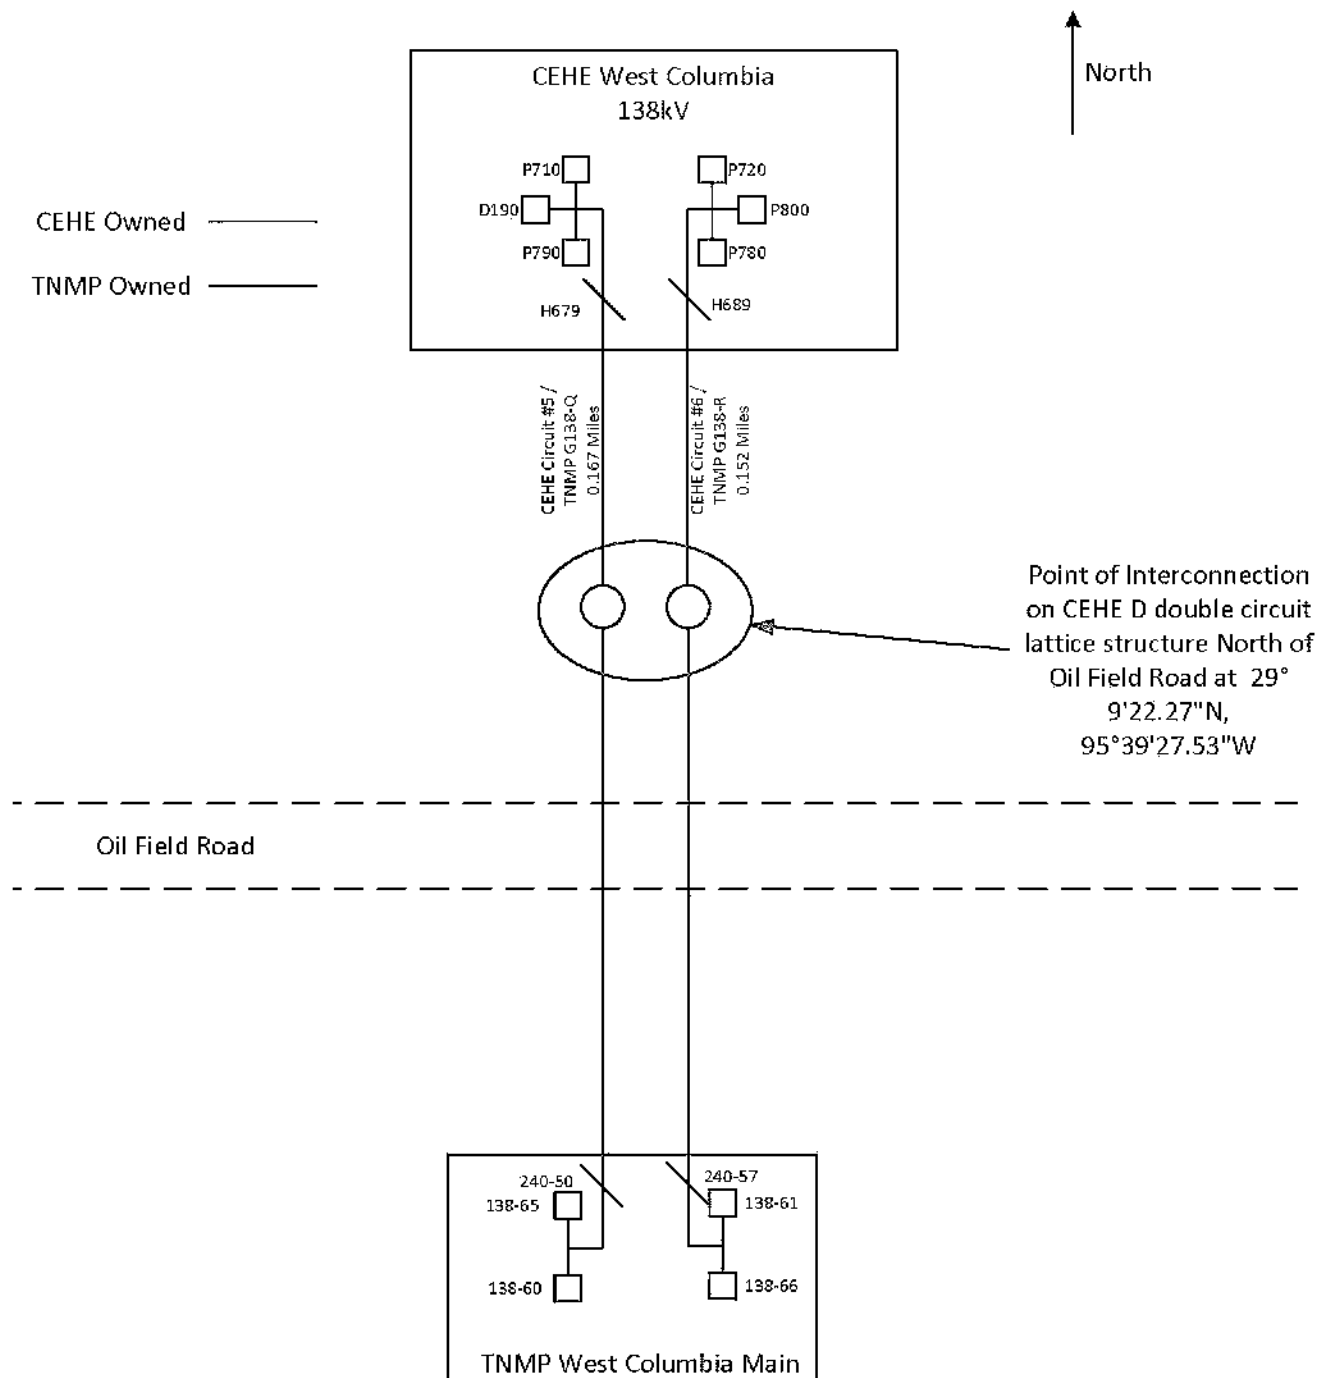 North
CEHE West Columbia
138kV
P710
P720
D190
P800
P790
P780
H679
H689
CEHE Owned
TNMP Owned
CEHE Circuit #5 /
TNMP G138-Q
0.167 Miles
CEHE Circuit #6 /
TNMP G138-R
0.152 Miles
Point of Interconnection
on CEHE D double circuit
lattice structure North of
Oil Field Road at 29°
9'22.27"N,
95°39'27.53"W
Oil Field Road
240-50
240-57
138-65
138-61
138-60
138-66
TNMP West Columbia Main